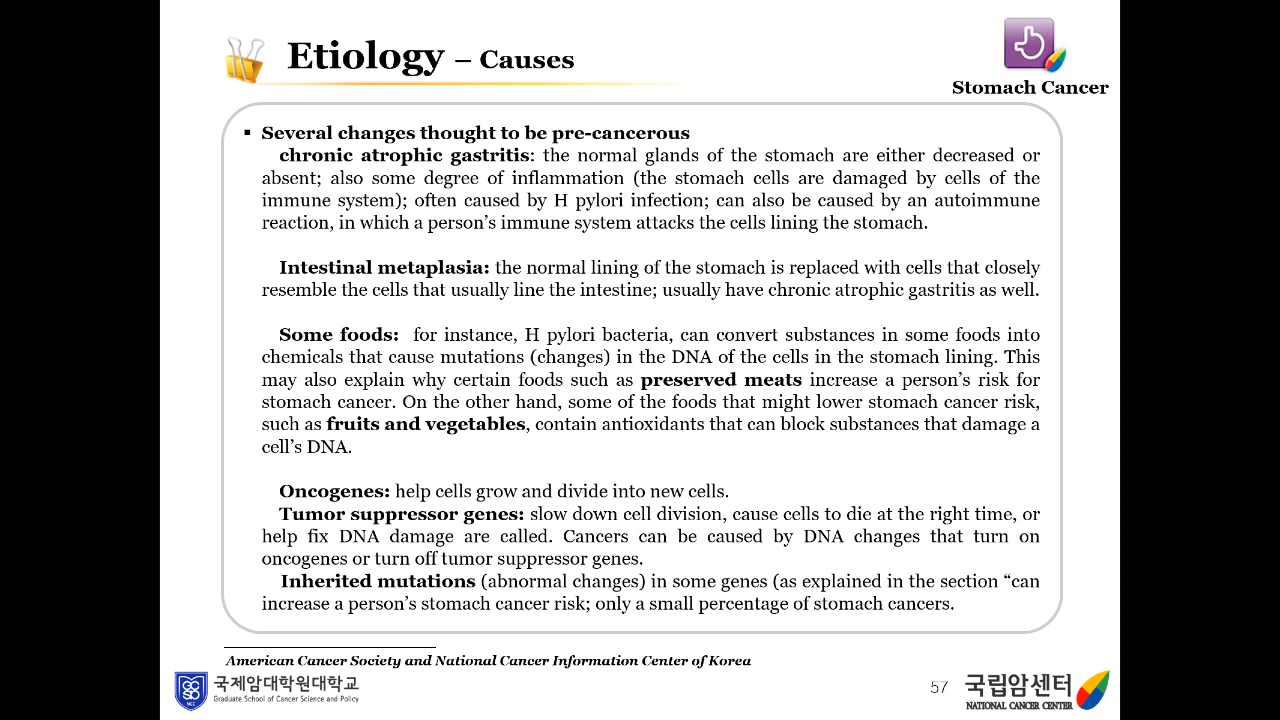 Etiology – Causes
Stomach Cancer
▪ Several changes thought to be pre-cancerous
chronic atrophic gastritis: the normal glands of the stomach are either decreased or
absent; also some degree of inflammation (the stomach cells are damaged by cells of the
immune system); often caused by H pylori infection; can also be caused by an autoimmune
reaction, in which a person's immune system attacks the cells lining the stomach.
Intestinal metaplasia: the normal lining of the stomach is replaced with cells that closely
resemble the cells that usually line the intestine; usually have chronic atrophic gastritis as well.
Some foods: for instance, H pylori bacteria, can convert substances in some foods into
chemicals that cause mutations (changes) in the DNA of the cells in the stomach lining. This
may also explain why certain foods such as preserved meats increase a person's risk for
stomach cancer. On the other hand, some of the foods that might lower stomach cancer risk,
such as fruits and vegetables, contain antioxidants that can block substances that damage a
cell's DNA.
Oncogenes: help cells grow and divide into new cells.
Tumor suppressor genes: slow down cell division, cause cells to die at the right time, or
help fix DNA damage are called. Cancers can be caused by DNA changes that turn on
oncogenes or turn off tumor suppressor genes.
Inherited mutations (abnormal changes) in some genes (as explained in the section “can
increase a person's stomach cancer risk; only a small percentage of stomach cancers.
American Cancer Society and National Cancer Information Center of Korea
국제암대학원대학교
Graduate School of Cancer Science and Policy
57
국립암센터
NATIONAL CANCER CENTER